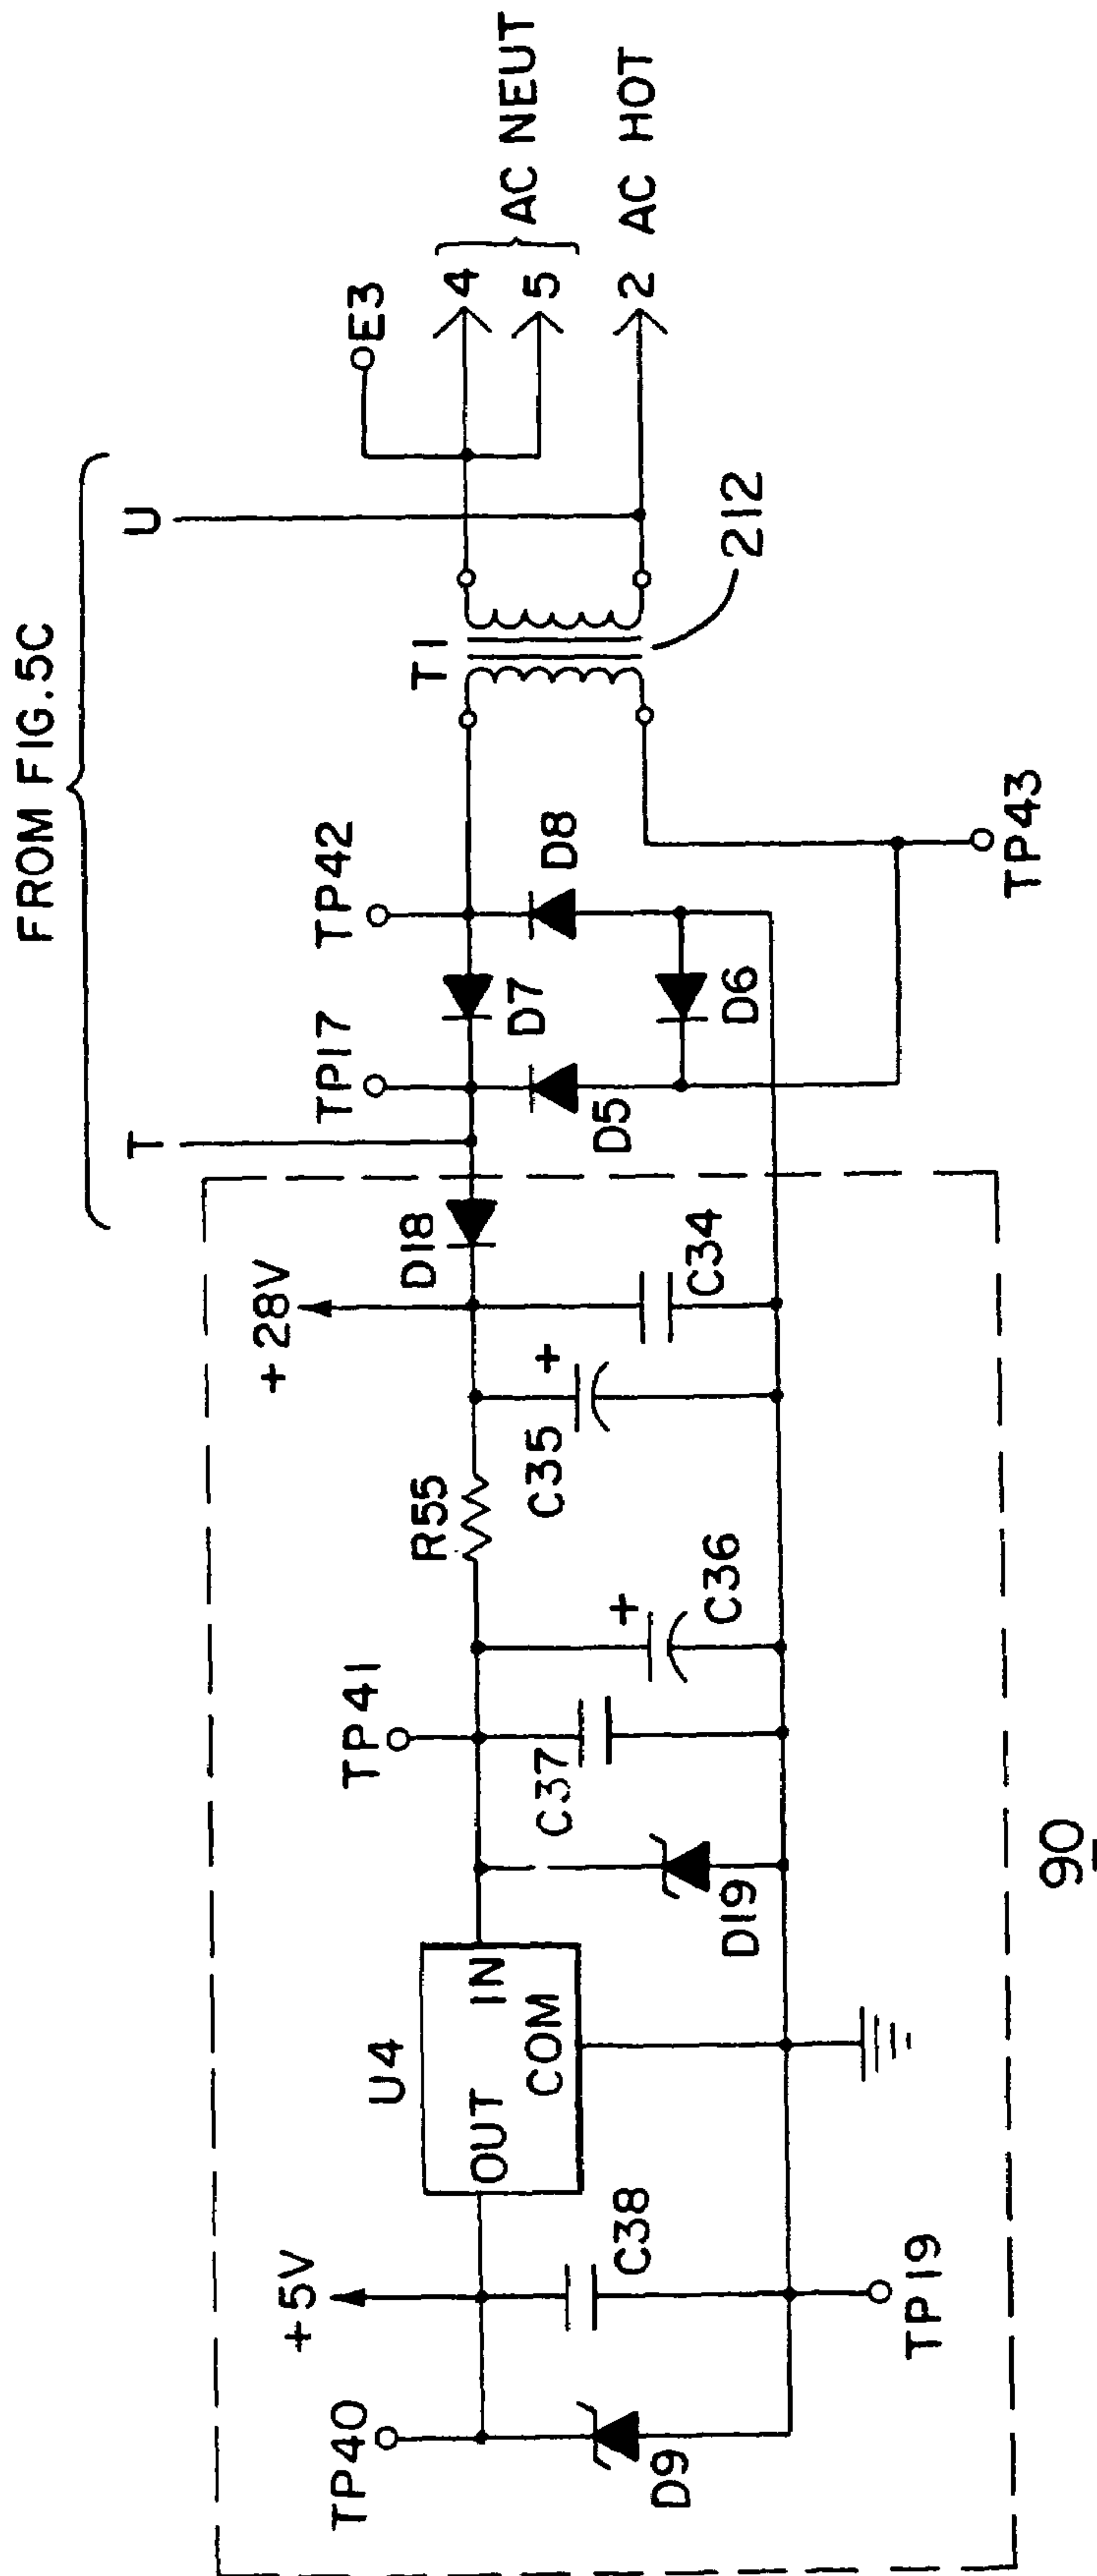 FROM FIG.5C
T
U
+5V
+28V
TP40
U4
OUT
IN
COM
TP41
R55
D18
TP17
TP42
T1
E3
4
5
AC NEUT
2
AC HOT
D9
C38
D19
C37
C36
C35
C34
D5
D7
D6
D8
212
TP19
TP43
90